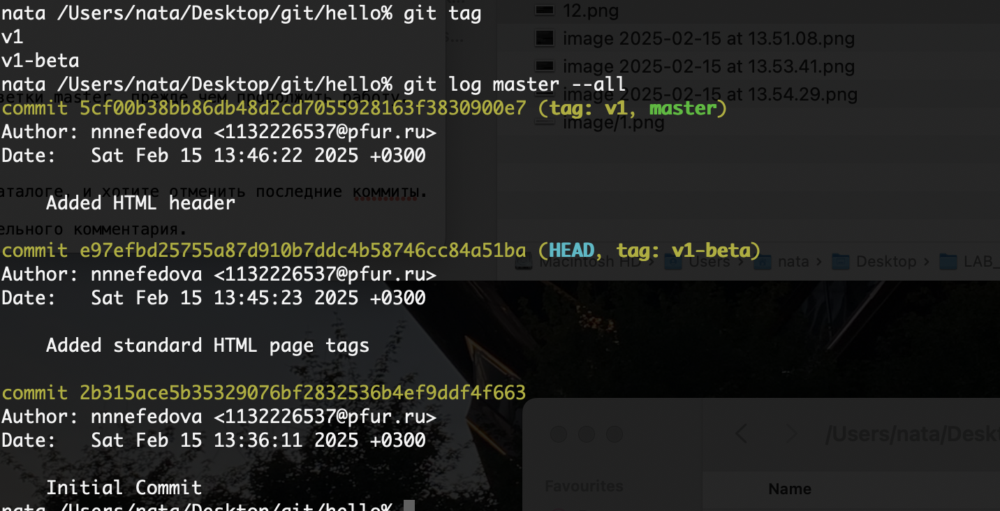 nata /Users/nata/Desktop/git/hello% git tag
v1
v1-beta
nata /Users/nata/Desktop/git/hello% git log master --all
commit 5cf00b38bb86db48d2cd7055928163f3830900e7 (tag: v1, master)
Author: nnnefedova <1132226537@pfur.ru>
Date:   Sat Feb 15 13:46:22 2025 +0300
Added HTML header
commit e97efbd25755a87d910b7ddc4b58746cc84a51ba (HEAD, tag: v1-beta)
Author: nnnefedova <1132226537@pfur.ru>
Date:   Sat Feb 15 13:45:23 2025 +0300
Added standard HTML page tags
commit 2b315ace5b35329076bf2832536b4ef9ddf4f663
Author: nnnefedova <1132226537@pfur.ru>
Date:   Sat Feb 15 13:36:11 2025 +0300
Initial Commit
nata /Users/nata/Desktop/git/hello%
12.png
image 2025-02-15 at 13.51.08.png
image 2025-02-15 at 13.53.41.png
image 2025-02-15 at 13.54.29.png
image/1.png
ветки master, прежде чем продолжить работу.
и хотите отменить последние коммиты.
комментария.
Macintosh HD › Users › nata › Desktop › LAB_
/Users/nata/Deskt
Favourites
Name